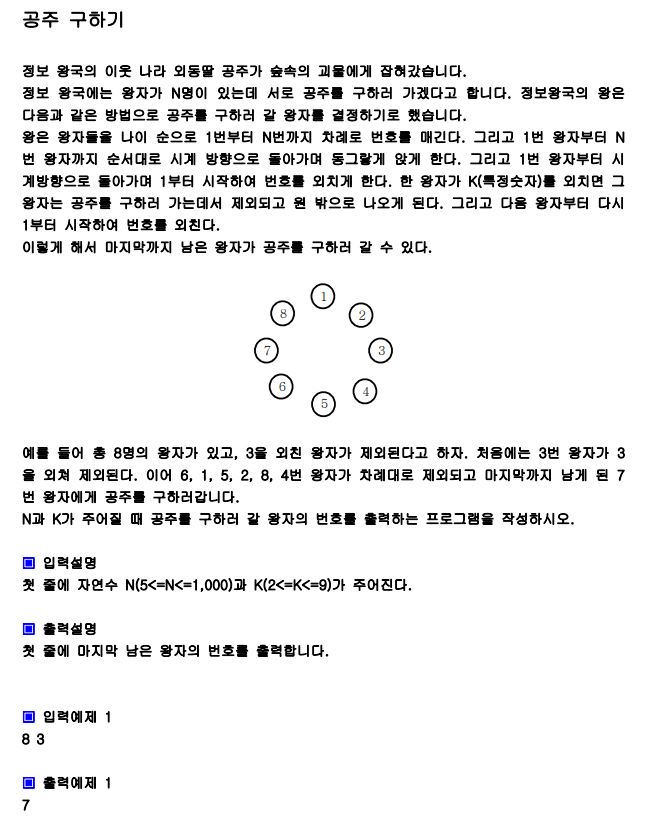 공주 구하기
정보 왕국의 이웃 나라 외동딸 공주가 숲속의 괴물에게 잡혀갔습니다.
정보 왕국에는 왕자가 N명이 있는데 서로 공주를 구하러 가겠다고 합니다. 정보왕국의 왕은
다음과 같은 방법으로 공주를 구하러 갈 왕자를 결정하기로 했습니다.
왕은 왕자들을 나이 순으로 1번부터 N번까지 차례로 번호를 매긴다. 그리고 1번 왕자부터 N
번 왕자까지 순서대로 시계 방향으로 돌아가며 동그랗게 앉게 한다. 그리고 1번 왕자부터 시
계방향으로 돌아가며 1부터 시작하여 번호를 외치게 한다. 한 왕자가 K(특정숫자)를 외치면 그
왕자는 공주를 구하러 가는데서 제외되고 원 밖으로 나오게 된다. 그리고 다음 왕자부터 다시
1부터 시작하여 번호를 외친다.
이렇게 해서 마지막까지 남은 왕자가 공주를 구하러 갈 수 있다.
1
8
2
7
3
6
4
5
예를 들어 총 8명의 왕자가 있고, 3을 외친 왕자가 제외된다고 하자. 처음에는 3번 왕자가 3
을 외쳐 제외된다. 이어 6, 1, 5, 2, 8, 4번 왕자가 차례대로 제외되고 마지막까지 남게 된 7
번 왕자에게 공주를 구하러갑니다.
N과 K가 주어질 때 공주를 구하러 갈 왕자의 번호를 출력하는 프로그램을 작성하시오.
▣ 입력설명
첫 줄에 자연수 N(5<=N<=1,000)과 K(2<=K<=9)가 주어진다.
▣ 출력설명
첫 줄에 마지막 남은 왕자의 번호를 출력합니다.
▣ 입력예제 1
8 3
▣ 출력예제 1
7